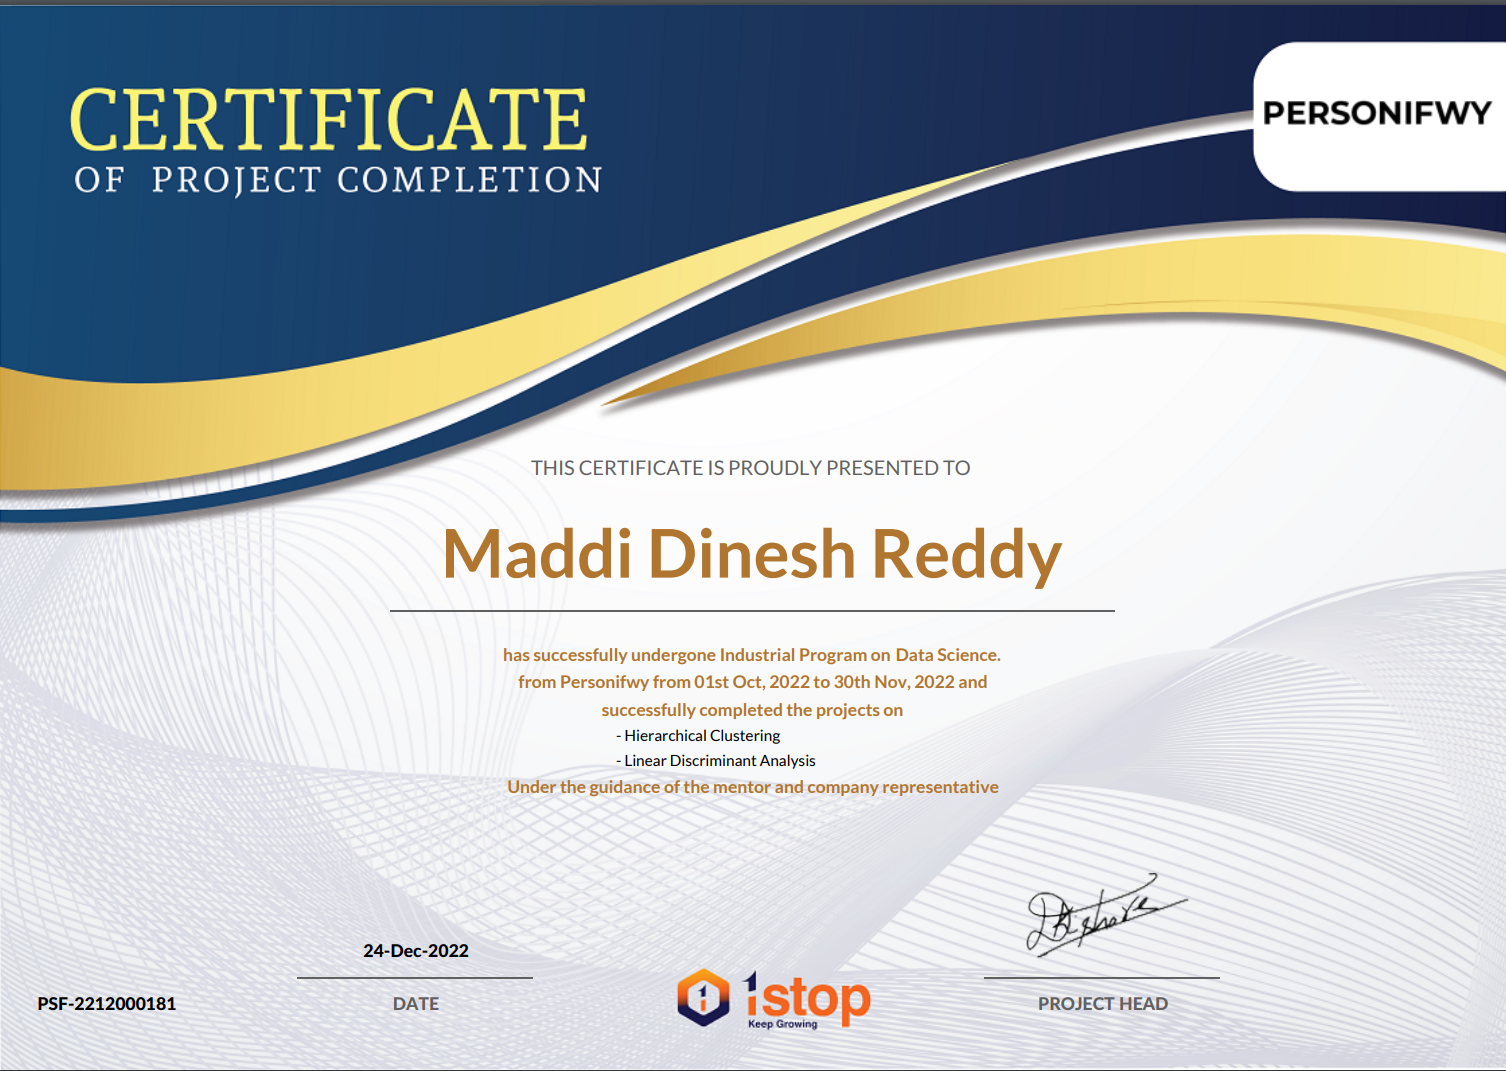 CERTIFICATE
OF PROJECT COMPLETION
PERSONIFWY
THIS CERTIFICATE IS PROUDLY PRESENTED TO
Maddi Dinesh Reddy
has successfully undergone Industrial Program on Data Science.
from Personifwy from 01st Oct, 2022 to 30th Nov, 2022 and
successfully completed the projects on
- Hierarchical Clustering
- Linear Discriminant Analysis
Under the guidance of the mentor and company representative
24-Dec-2022
PSF-2212000181
DATE
1stop
Keep Growing
PROJECT HEAD